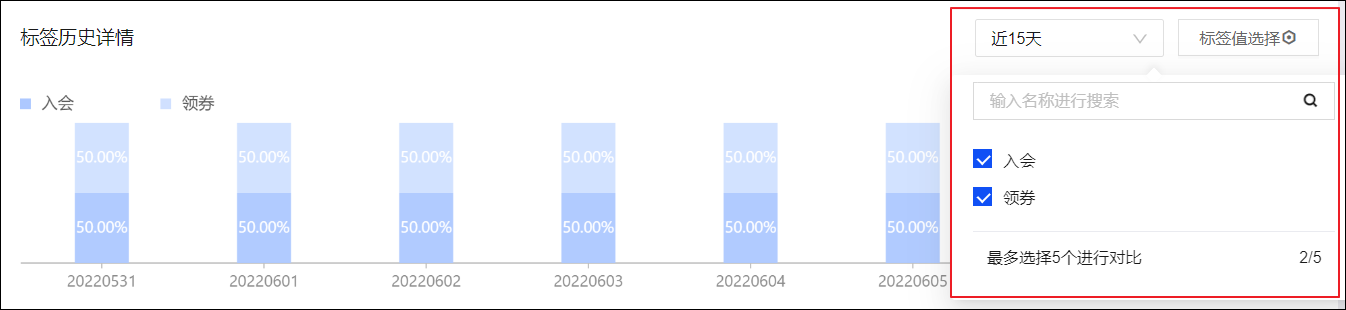 标签历史详情
近15天
标签值选择
入会
领券
50.00% 50.00% 50.00% 50.00% 50.00% 50.00%
50.00% 50.00% 50.00% 50.00% 50.00% 50.00%
20220531 20220601 20220602 20220603 20220604 20220605
输入名称进行搜索
入会
领券
最多选择5个进行对比 2/5